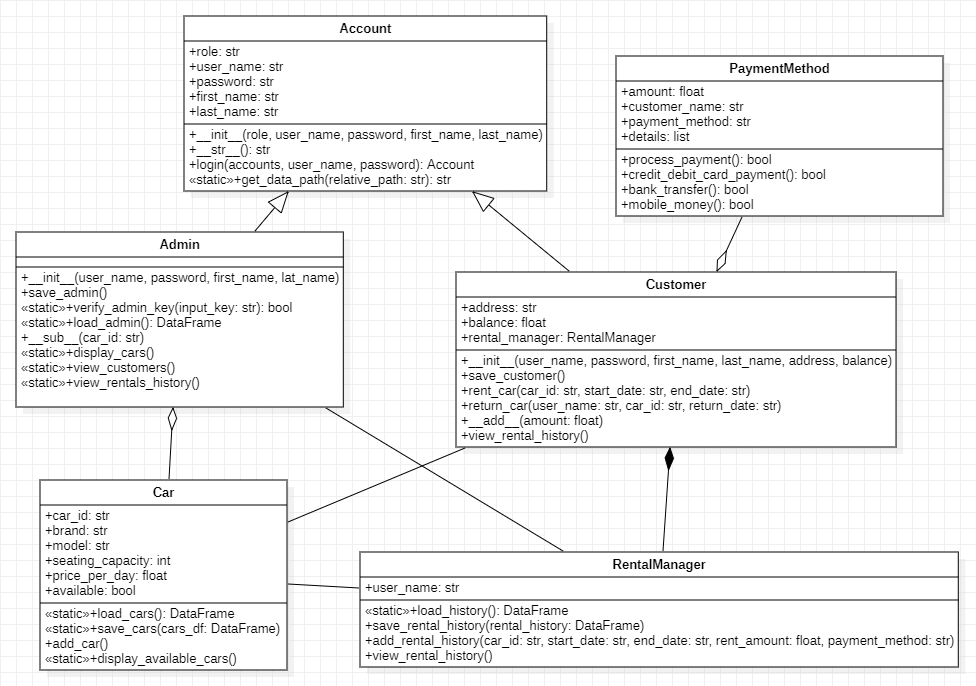 Account
+role: str
+user_name: str
+password: str
+first_name: str
+last_name: str
+__init__(role, user_name, password, first_name, last_name)
+__str__(): str
+login(accounts, user_name, password): Account
«static»+get_data_path(relative_path: str): str
PaymentMethod
+amount: float
+customer_name: str
+payment_method: str
+details: list
+process_payment(): bool
+credit_debit_card_payment(): bool
+bank_transfer(): bool
+mobile_money(): bool
Admin
+__init__(user_name, password, first_name, lat_name)
+save_admin()
«static»+verify_admin_key(input_key: str): bool
«static»+load_admin(): DataFrame
+__sub__(car_id: str)
«static»+display_cars()
«static»+view_customers()
«static»+view_rentals_history()
Customer
+address: str
+balance: float
+rental_manager: RentalManager
+__init__(user_name, password, first_name, last_name, address, balance)
+save_customer()
+rent_car(car_id: str, start_date: str, end_date: str)
+return_car(user_name: str, car_id: str, return_date: str)
+__add__(amount: float)
+view_rental_history()
Car
+car_id: str
+brand: str
+model: str
+seating_capacity: int
+price_per_day: float
+available: bool
«static»+load_cars(): DataFrame
«static»+save_cars(cars_df: DataFrame)
+add_car()
«static»+display_available_cars()
RentalManager
+user_name: str
«static»+load_history(): DataFrame
+save_rental_history(rental_history: DataFrame)
+add_rental_history(car_id: str, start_date: str, end_date: str, rent_amount: float, payment_method: str)
+view_rental_history()